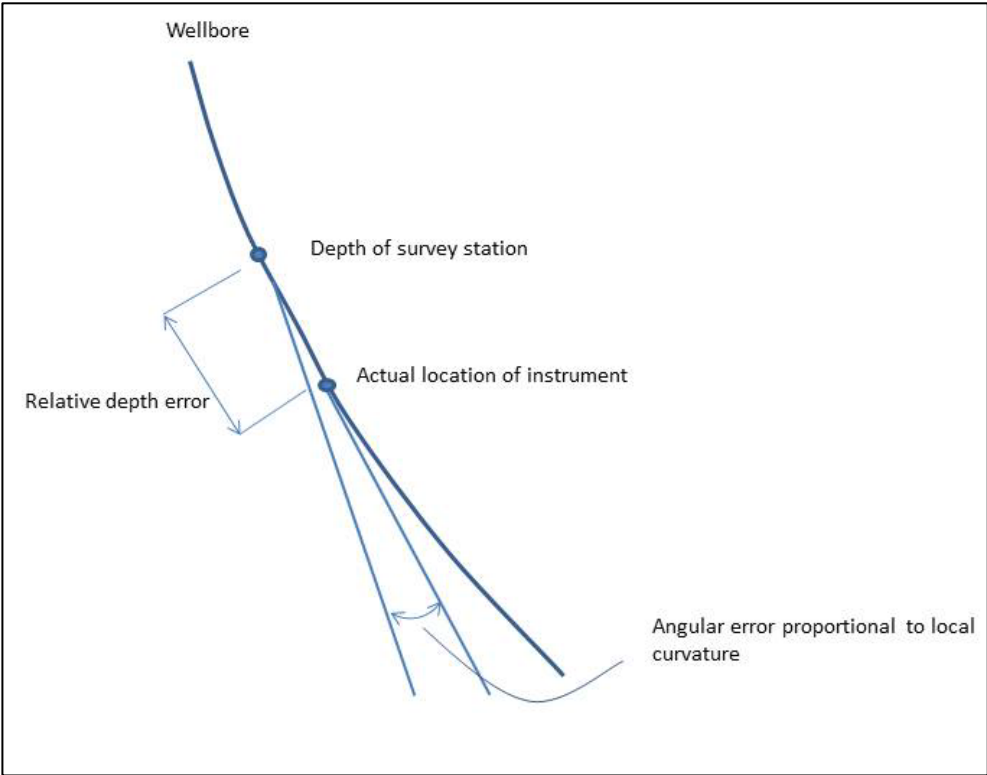 Wellbore
Depth of survey station
Actual location of instrument
Relative depth error
Angular error proportional to local
curvature